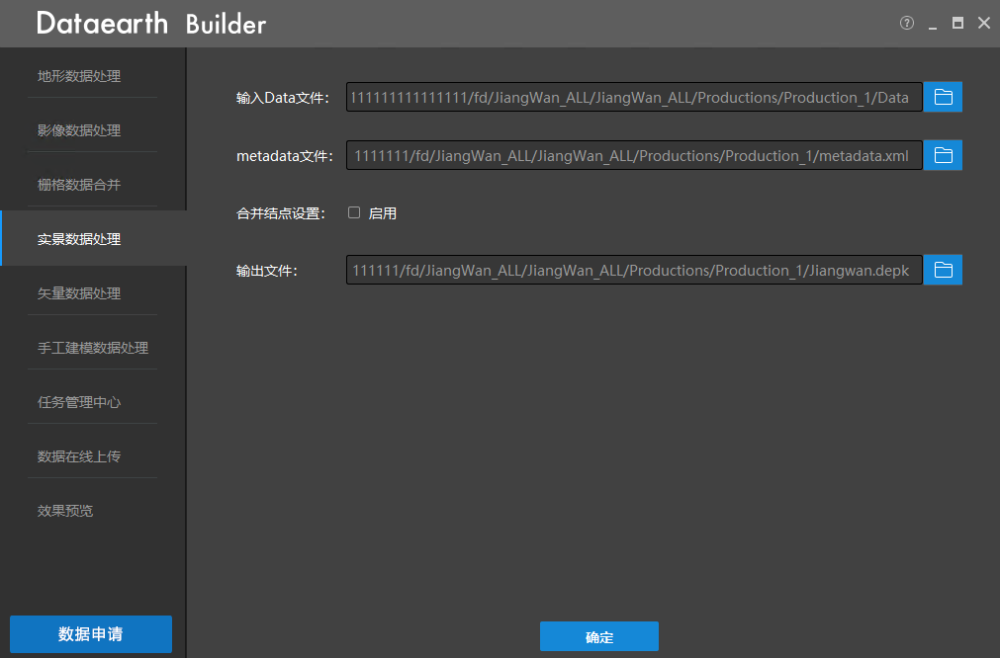 Dataearth Builder
地形数据处理
影像数据处理
栅格数据合并
实景数据处理
矢量数据处理
手工建模数据处理
任务管理中心
数据在线上传
效果预览
数据申请
输入Data文件： 111111111111111/fd/JiangWan_ALL/JiangWan_ALL/Productions/Production_1/Data
metadata文件： 1111111/fd/JiangWan_ALL/JiangWan_ALL/Productions/Production_1/metadata.xml
合并结点设置： 启用
输出文件： 111111/fd/JiangWan_ALL/JiangWan_ALL/Productions/Production_1/Jiangwan.depk
确定